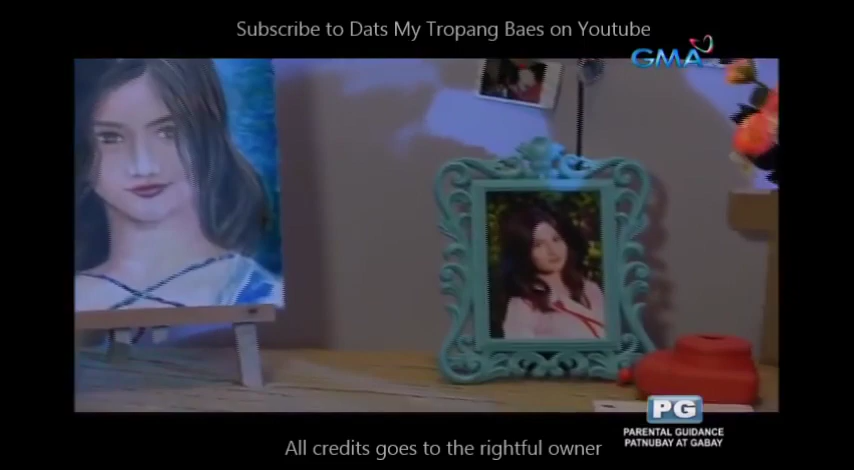 Subscribe to Dats My Tropang Baes on Youtube
GMA
PG
PARENTAL GUIDANCE
PATNUBAY AT GABAY
All credits goes to the rightful owner